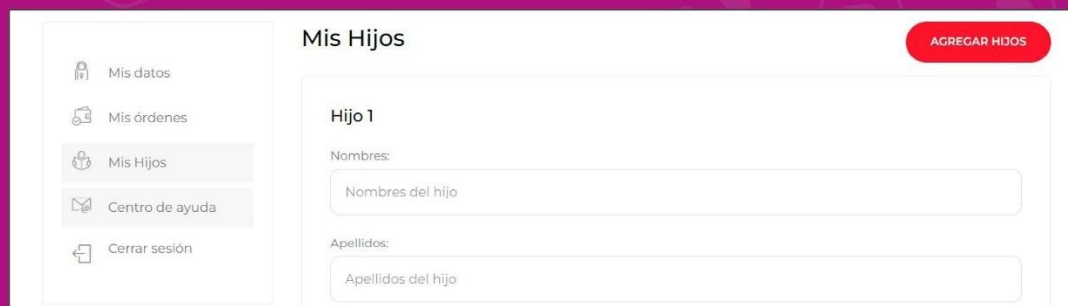 Mis datos
Mis órdenes
Mis Hijos
Centro de ayuda
Cerrar sesión
Mis Hijos
AGREGAR HIJOS
Hijo 1
Nombres:
Nombres del hijo
Apellidos:
Apellidos del hijo